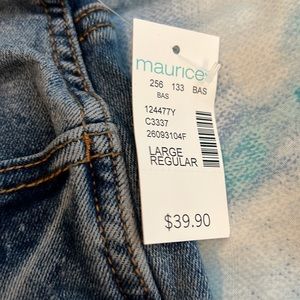 maurices
256 133 BAS
BAS
124477Y
C3337
26093104F
LARGE
REGULAR
$39.90